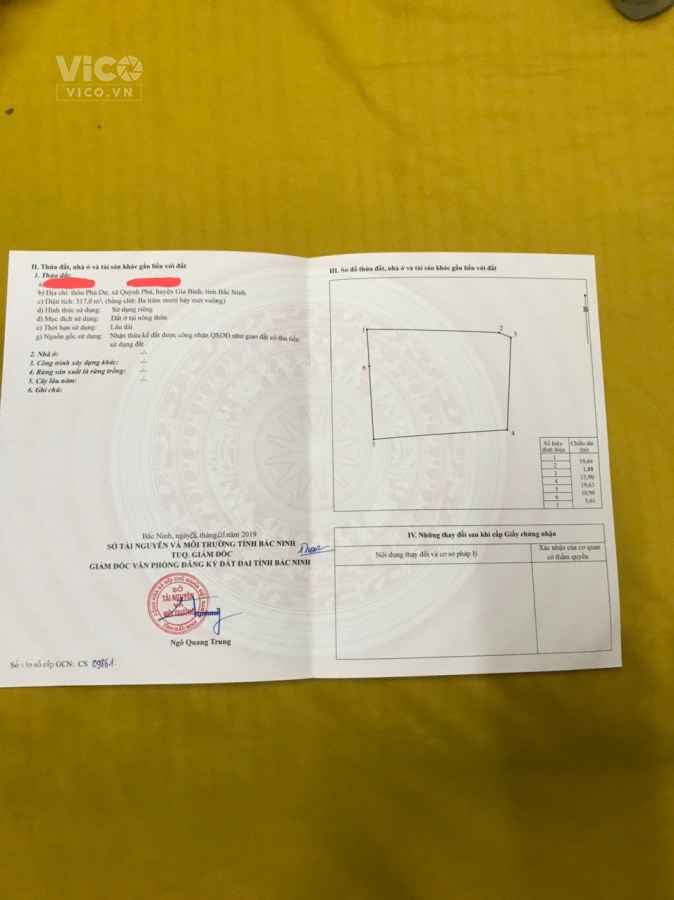 VICO
VICO.VN
II. Thửa đất, nhà ở và tài sản khác gắn liền với đất
1. Thửa đất:
a)
b) Địa chỉ: thôn Phú Dư, xã Quỳnh Phú, huyện Gia Bình, tỉnh Bắc Ninh
c) Diện tích: 317,0 m², (bằng chữ: Ba trăm mười bảy mét vuông)
d) Hình thức sử dụng: Sử dụng riêng
đ) Mục đích sử dụng: Đất ở tại nông thôn
e) Thời hạn sử dụng: Lâu dài
g) Nguồn gốc sử dụng: Nhận thừa kế đất được công nhận QSDĐ như giao đất có thu tiền
sử dụng đất
2. Nhà ở: -/-
3. Công trình xây dựng khác: -/-
4. Rừng sản xuất là rừng trồng: -/-
5. Cây lâu năm: -/-
6. Ghi chú:
Bắc Ninh, ngày tháng năm 2019
SỞ TÀI NGUYÊN VÀ MÔI TRƯỜNG TỈNH BẮC NINH
TUQ. GIÁM ĐỐC
GIÁM ĐỐC VĂN PHÒNG ĐĂNG KÝ ĐẤT ĐAI TỈNH BẮC NINH
SỞ
TÀI NGUYÊN
VÀ
MÔI TRƯỜNG
TỈNH BẮC NINH
Ngô Quang Trung
Số vào sổ cấp GCN: CS 09861.
III. Sơ đồ thửa đất, nhà ở và tài sản khác gắn liền với đất
B
1
2
3
6
5
4
Số hiệu đỉnh thửa Chiều dài (m)
1
19,64
2
1,88
3
13,90
4
19,63
5
10,90
6
5,61
1
IV. Những thay đổi sau khi cấp Giấy chứng nhận
Nội dung thay đổi và cơ sở pháp lý
Xác nhận của cơ quan
có thẩm quyền